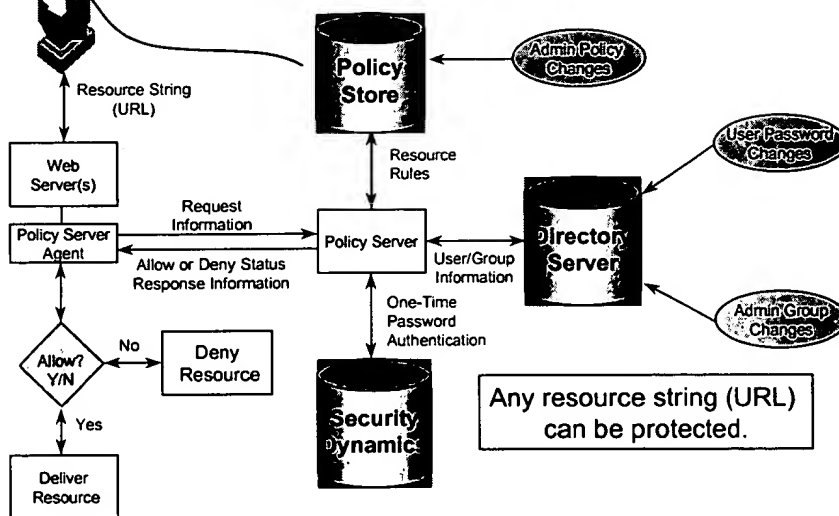 Policy
Store
Admin Policy
Changes
Resource String
(URL)
Web
Server(s)
Resource
Rules
User Password
Changes
Request
Information
Policy Server
Agent
Policy Server
Allow or Deny Status
Response Information
User/Group
Information
Director
Server
One-Time
Password
Authentication
Admin Group
Changes
Allow?
Y/N
No
Deny
Resource
Yes
Security
Dynamic
Any resource string (URL)
can be protected.
Deliver
Resource